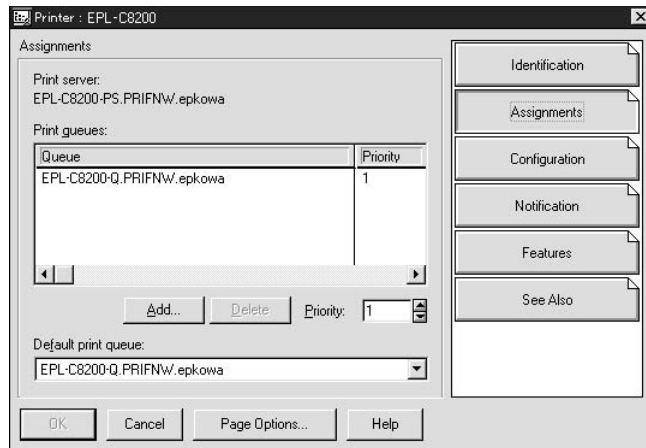 Printer : EPL-C8200
Assignments
Print server:
EPL-C8200-PS.PRIFNW.epkowa
Print queues:
Queue Priority
EPL-C8200-Q.PRIFNW.epkowa 1
Add... Delete Priority: 1
Default print queue:
EPL-C8200-Q.PRIFNW.epkowa
OK Cancel Page Options... Help
Identification
Assignments
Configuration
Notification
Features
See Also